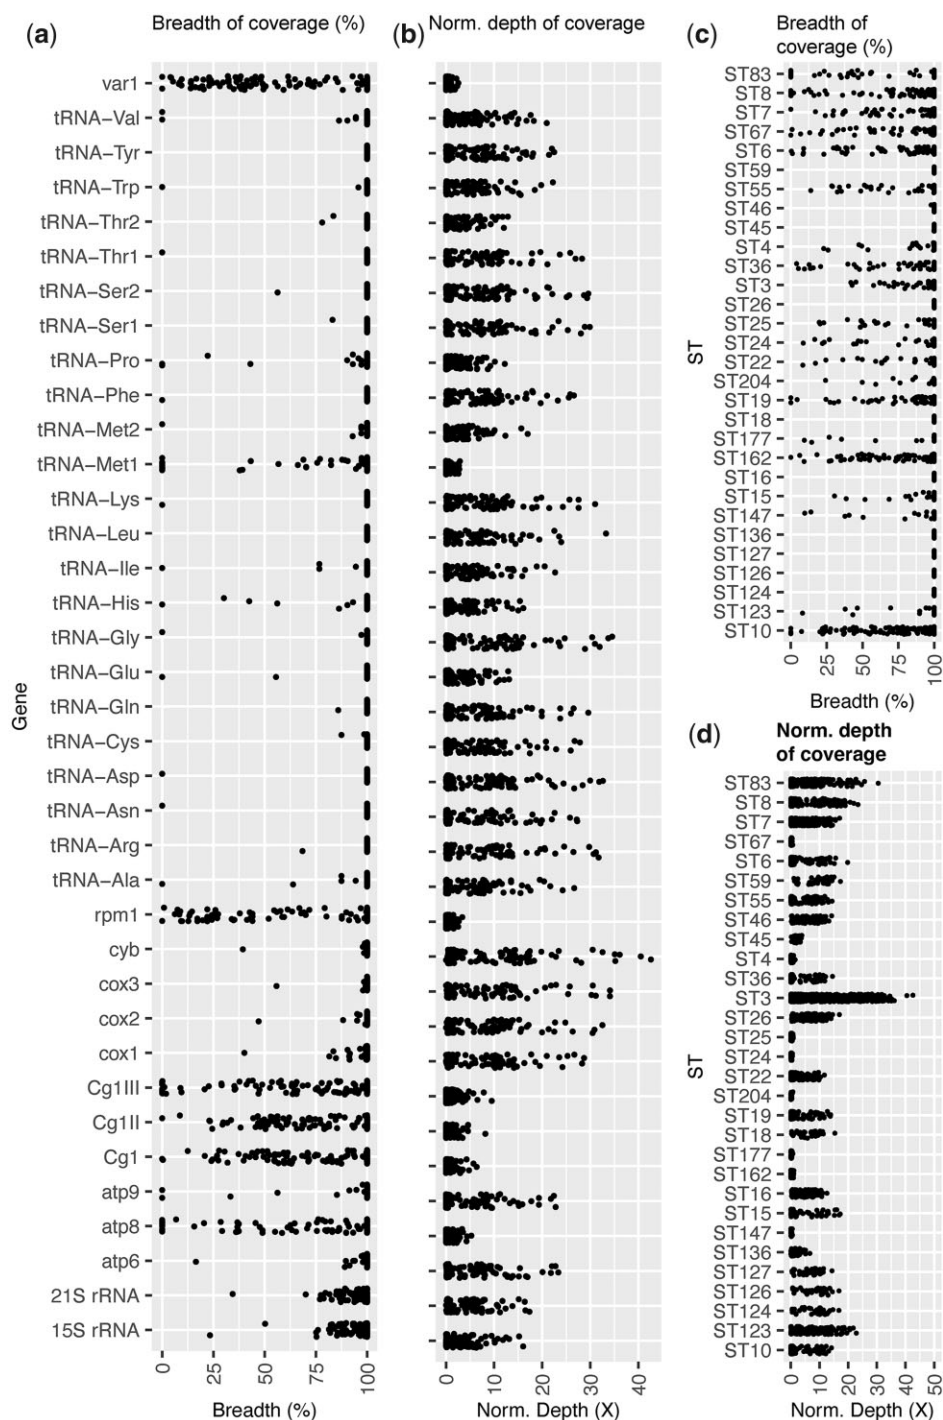 (a)
Breadth of coverage (%)
var1
tRNA−Val
tRNA−Tyr
tRNA−Trp
tRNA−Thr2
tRNA−Thr1
tRNA−Ser2
tRNA−Ser1
tRNA−Pro
tRNA−Phe
tRNA−Met2
tRNA−Met1
tRNA−Lys
tRNA−Leu
tRNA−Ile
tRNA−His
tRNA−Gly
tRNA−Glu
tRNA−Gln
tRNA−Cys
tRNA−Asp
tRNA−Asn
tRNA−Arg
tRNA−Ala
rpm1
cyb
cox3
cox2
cox1
Cg1III
Cg1II
Cg1
atp9
atp8
atp6
21S rRNA
15S rRNA
Gene
0
25
50
75
100
Breadth (%)
(b)
Norm. depth of coverage
0
10
20
30
40
Norm. Depth (X)
(c)
Breadth of
coverage (%)
ST83
ST8
ST7
ST67
ST6
ST59
ST55
ST46
ST45
ST4
ST36
ST3
ST26
ST25
ST24
ST22
ST204
ST19
ST18
ST177
ST162
ST16
ST15
ST147
ST136
ST127
ST126
ST124
ST123
ST10
ST
0
25
50
75
100
Breadth (%)
(d)
Norm. depth
of coverage
ST83
ST8
ST7
ST67
ST6
ST59
ST55
ST46
ST45
ST4
ST36
ST3
ST26
ST25
ST24
ST22
ST204
ST19
ST18
ST177
ST162
ST16
ST15
ST147
ST136
ST127
ST126
ST124
ST123
ST10
ST
0
10
20
30
40
50
Norm. Depth (X)